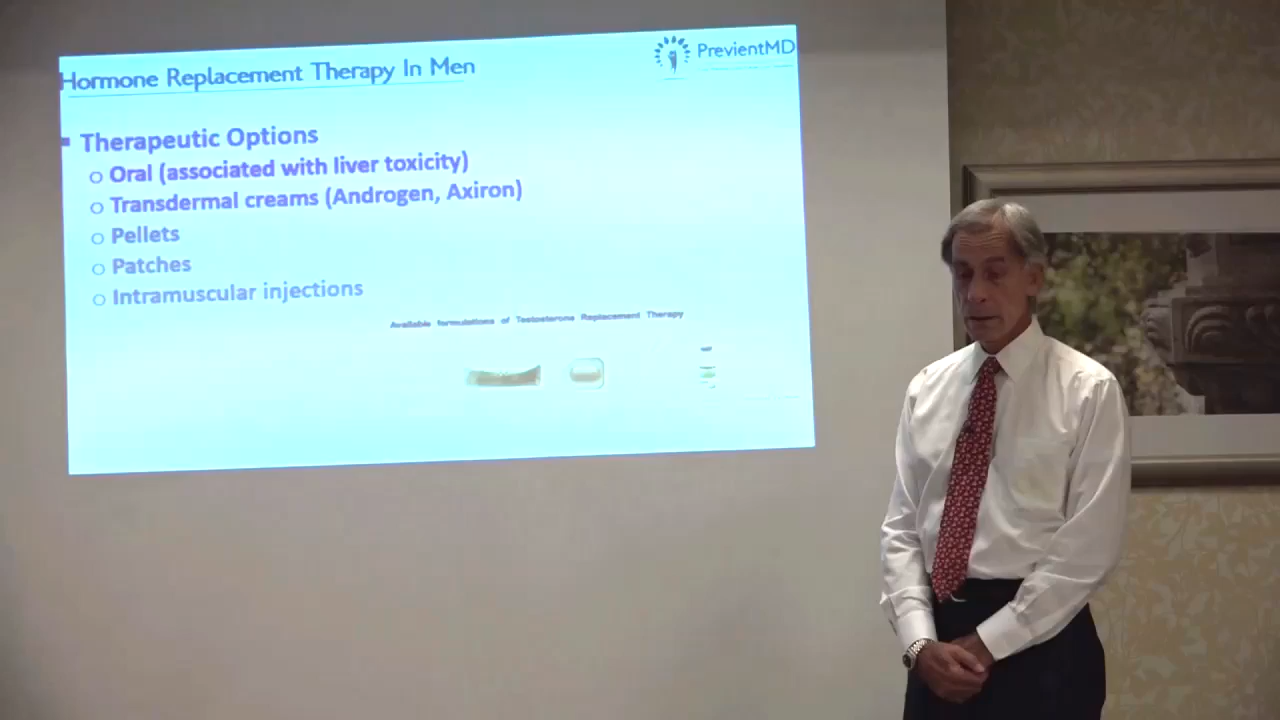 Hormone Replacement Therapy In Men
PrevientMD
Therapeutic Options
Oral (associated with liver toxicity)
Transdermal creams (Androgen, Axiron)
Pellets
Patches
Intramuscular injections
Available formulations of Testosterone Replacement Therapy